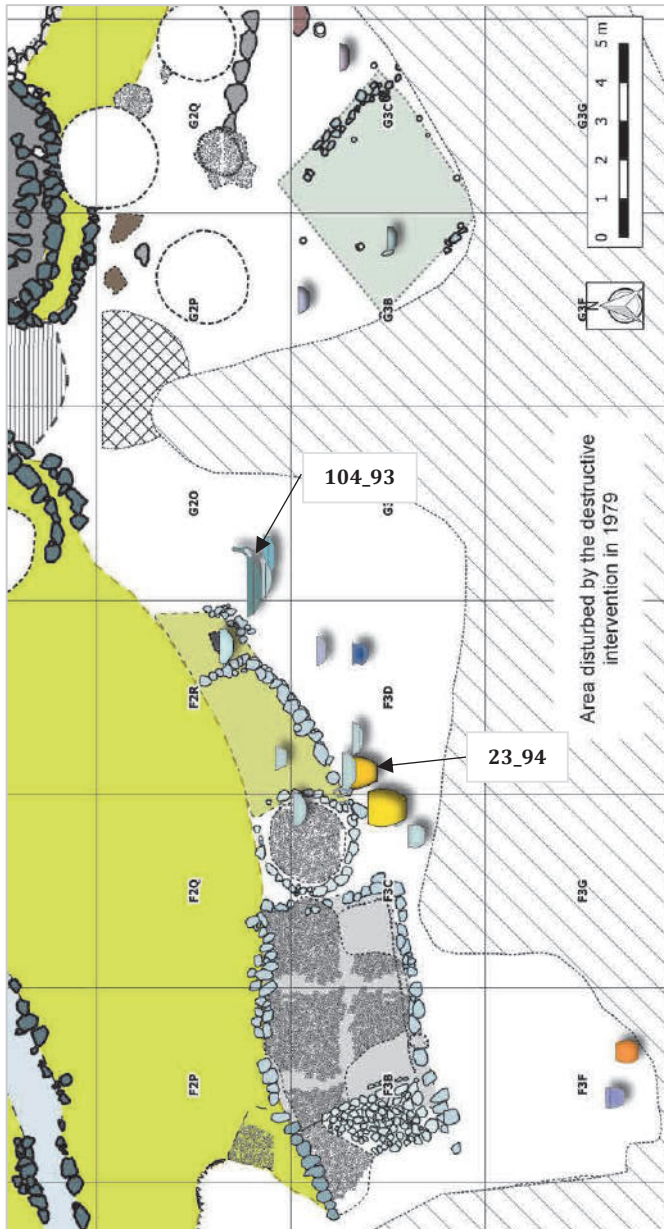 G2Q
G3C
G3G
0 1 2 3 4 5 m
G2P
G3B
G3F
N
G2O
G3
104_93
Area disturbed by the destructive
intervention in 1979
F2R
F3D
23_94
F2Q
F3C
F3G
F2P
F3B
F3F